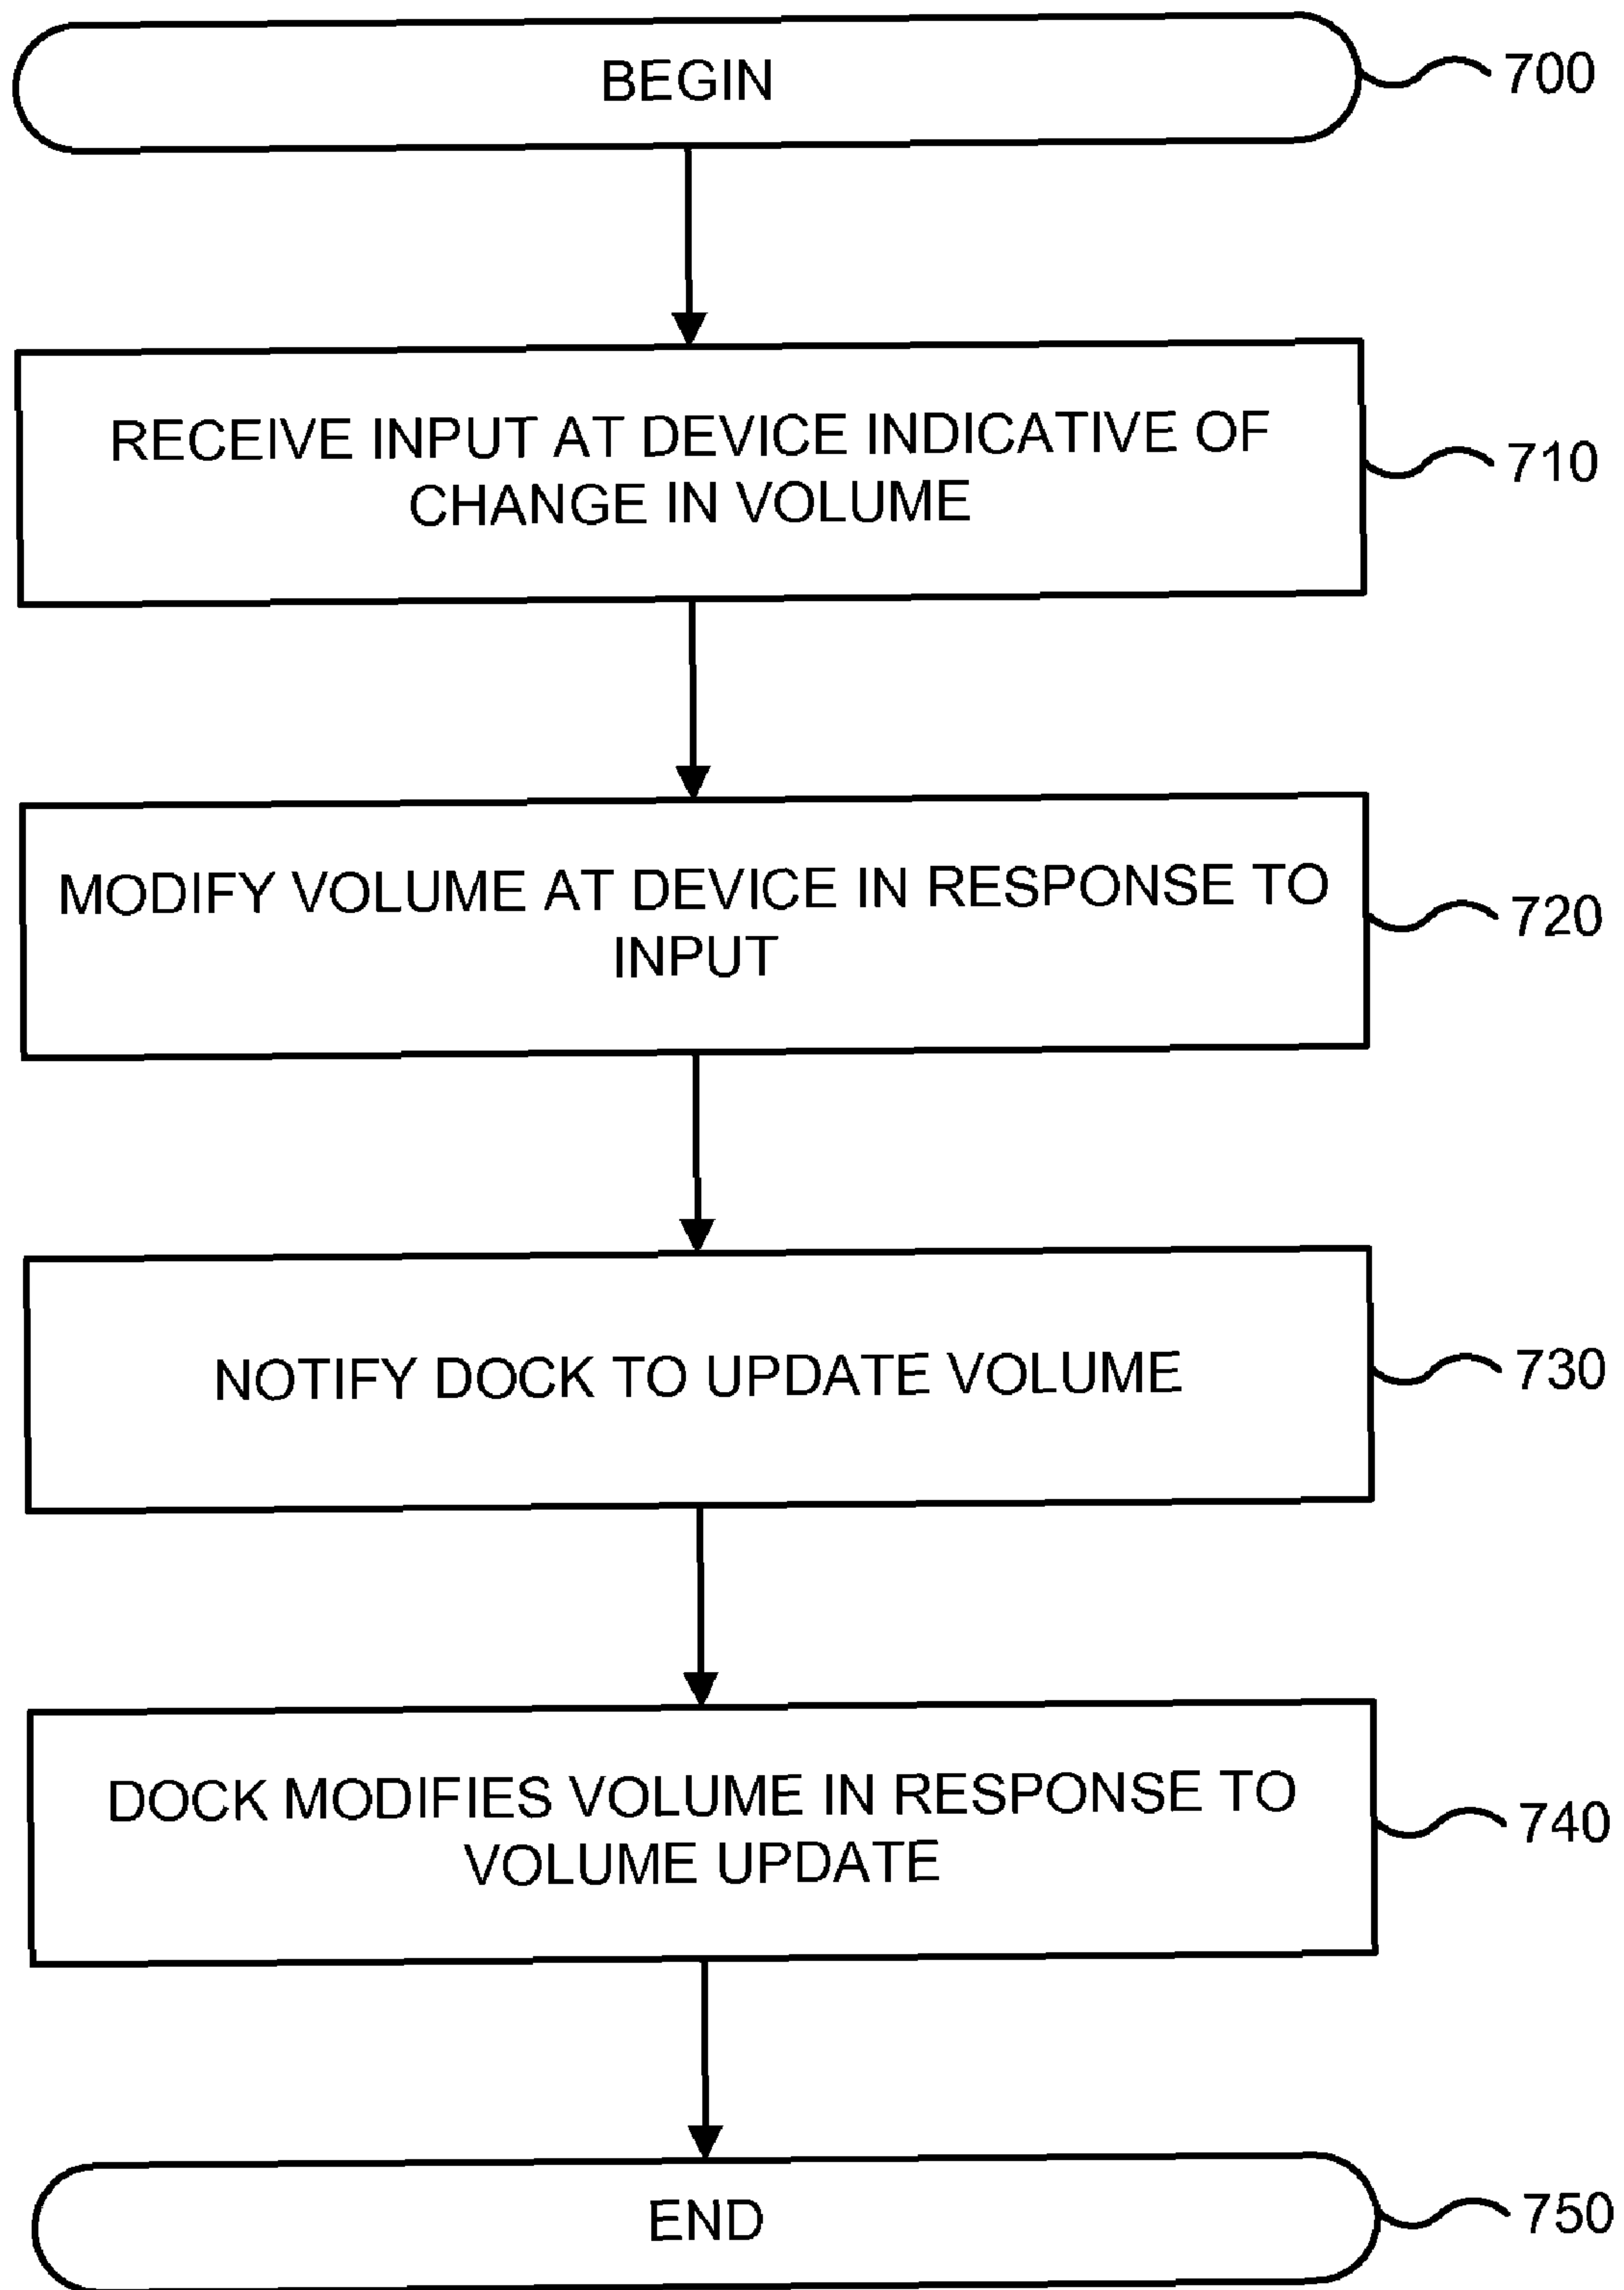 BEGIN
700
RECEIVE INPUT AT DEVICE INDICATIVE OF
CHANGE IN VOLUME
710
MODIFY VOLUME AT DEVICE IN RESPONSE TO
INPUT
720
NOTIFY DOCK TO UPDATE VOLUME
730
DOCK MODIFIES VOLUME IN RESPONSE TO
VOLUME UPDATE
740
END
750